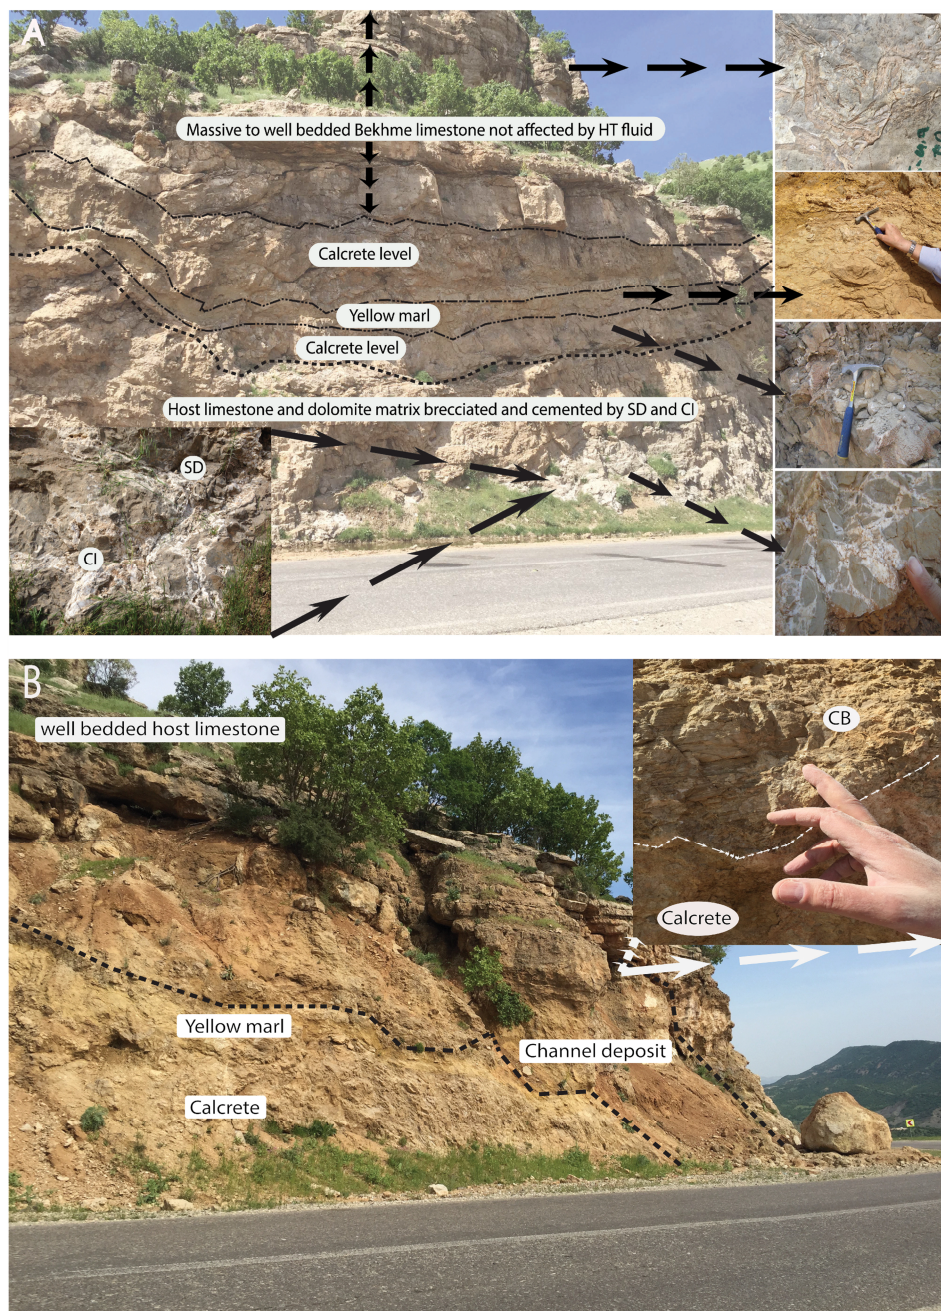 A
Massive to well bedded Bekhme limestone not affected by HT fluid
Calcrete level
Yellow marl
Calcrete level
Host limestone and dolomite matrix brecciated and cemented by SD and CI
SD
CI
B
well bedded host limestone
CB
Calcrete
Yellow marl
Channel deposit
Calcrete